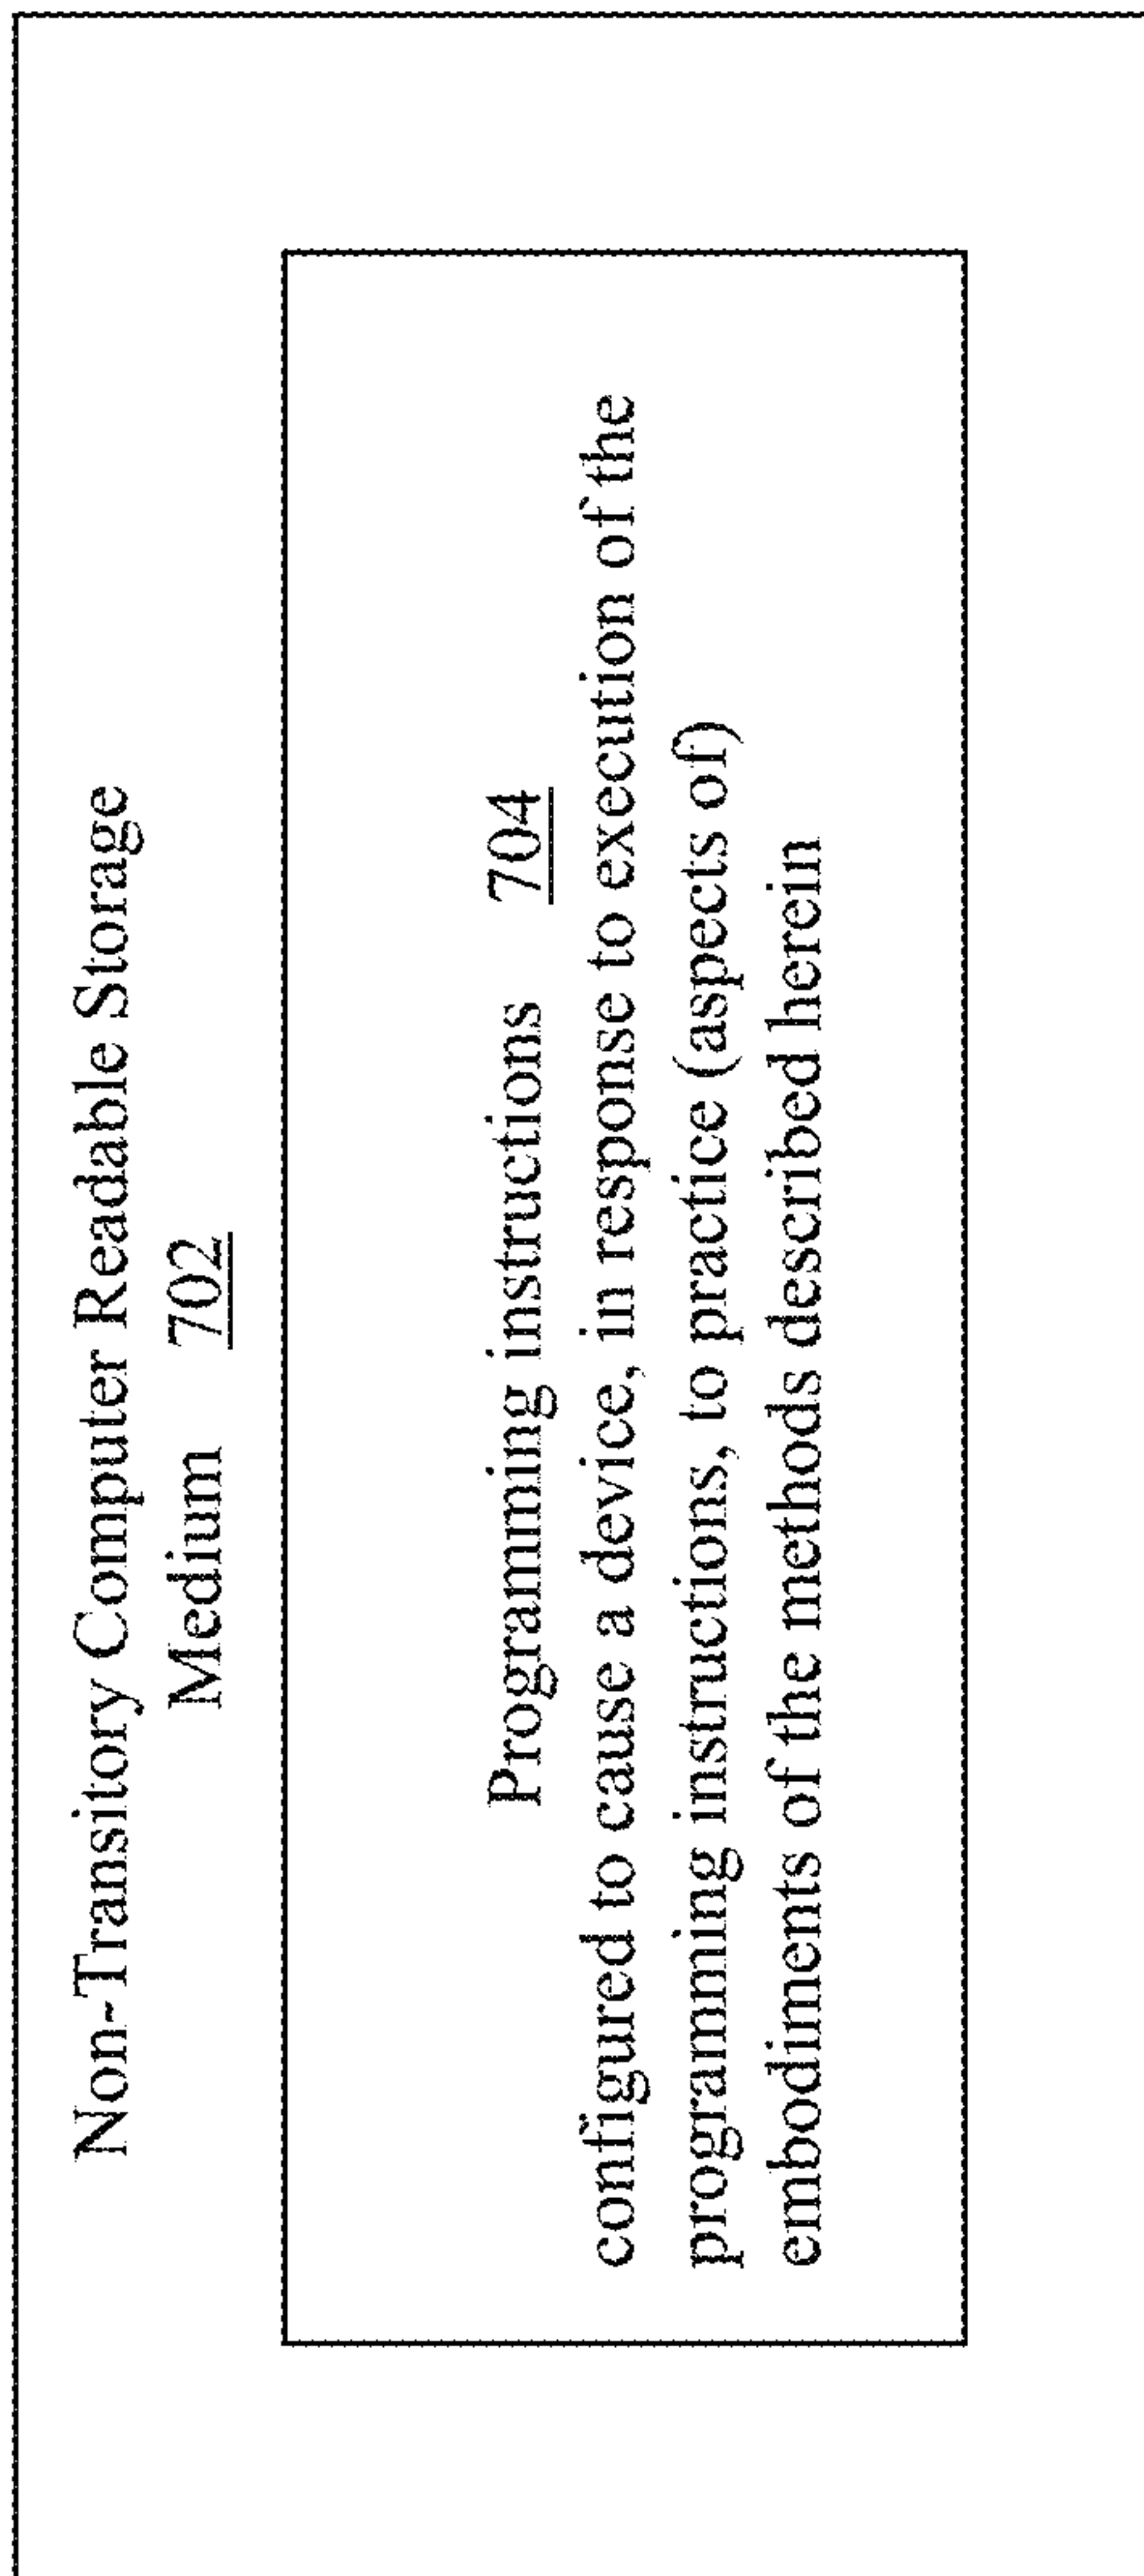 Non-Transitory Computer Readable Storage
Medium 702
Programming instructions 704
configured to cause a device, in response to execution of the
programming instructions, to practice (aspects of)
embodiments of the methods described herein